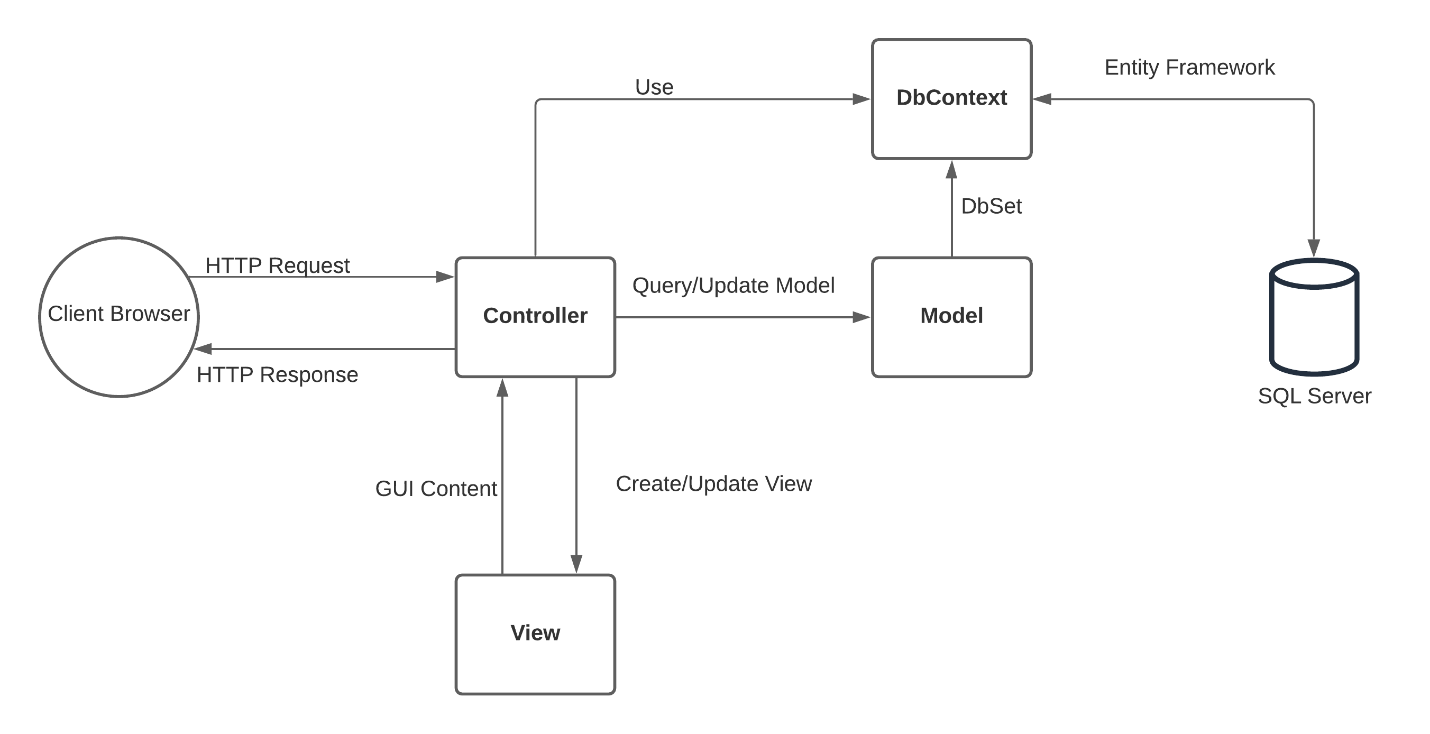 Entity Framework
Use
DbContext
DbSet
HTTP Request
Query/Update Model
Client Browser
Controller
Model
HTTP Response
SQL Server
GUI Content
Create/Update View
View